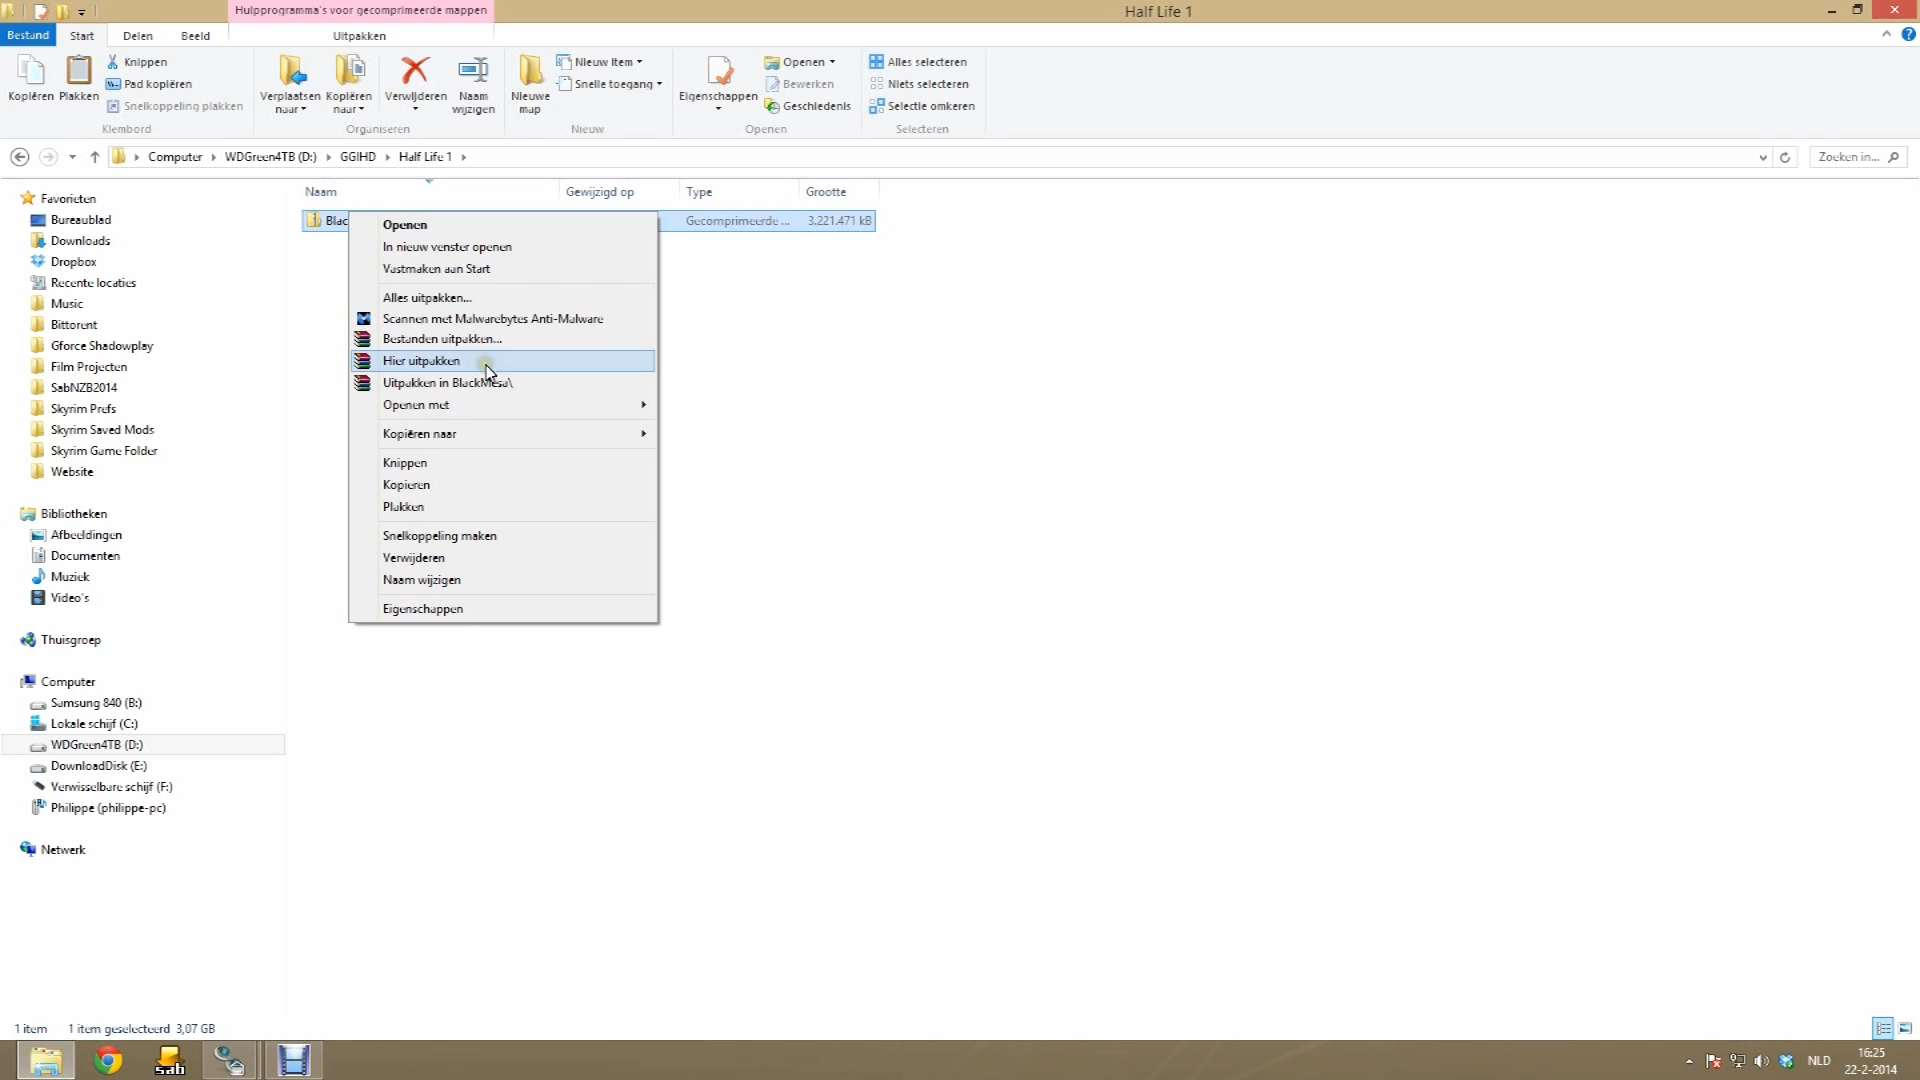 Hulpprogramma's voor gecomprimeerde mappen
Half Life 1
Bestand Start Delen Beeld Uitpakken
Kopiëren Plakken
Knippen
Pad kopiëren
Snelkoppeling plakken
Klembord
Verplaatsen naar
Kopiëren naar
Verwijderen
Naam wijzigen
Organiseren
Nieuwe map
Nieuw item
Snelle toegang
Nieuw
Eigenschappen
Openen
Bewerken
Geschiedenis
Openen
Alles selecteren
Niets selecteren
Selectie omkeren
Selecteren
Computer WDGreen4TB (D:) GGIHD Half Life 1
Zoeken in...
Naam Gewijzigd op Type Grootte
Blac Gecomprimeerde ... 3.221.471 kB
Openen
In nieuw venster openen
Vastmaken aan Start
Alles uitpakken...
Scannen met Malwarebytes Anti-Malware
Bestanden uitpakken...
Hier uitpakken
Uitpakken in BlackMesa\
Openen met
Kopiëren naar
Knippen
Kopiëren
Plakken
Snelkoppeling maken
Verwijderen
Naam wijzigen
Eigenschappen
Favorieten
Bureaublad
Downloads
Dropbox
Recente locaties
Music
Bittorent
Gforce Shadowplay
Film Projecten
SabNZB2014
Skyrim Prefs
Skyrim Saved Mods
Skyrim Game Folder
Website
Bibliotheken
Afbeeldingen
Documenten
Muziek
Video's
Thuisgroep
Computer
Samsung 840 (B:)
Lokale schijf (C:)
WDGreen4TB (D:)
DownloadDisk (E:)
Verwisselbare schijf (F:)
Philippe (philippe-pc)
Netwerk
1 item 1 item geselecteerd 3,07 GB
sab
NLD
16:25
22-2-2014